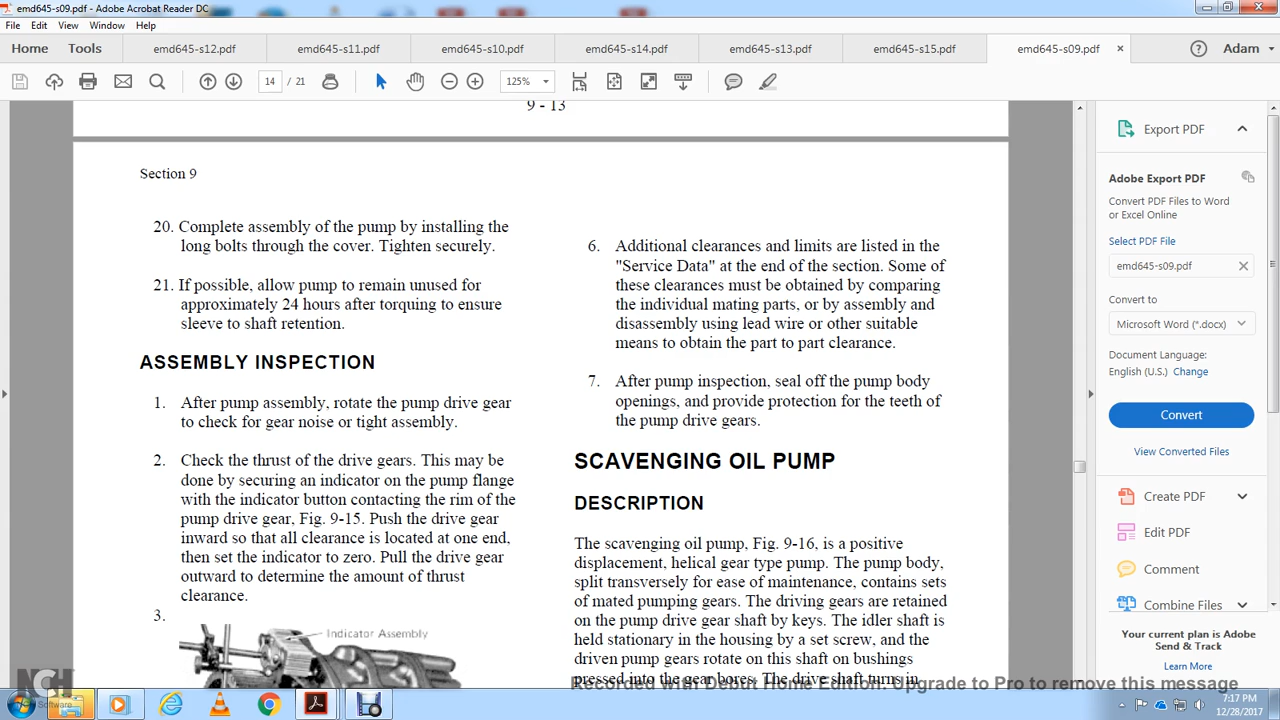 emd645-s09.pdf - Adobe Acrobat Reader DC
File Edit View Window Help
Home Tools emd645-s12.pdf emd645-s11.pdf emd645-s10.pdf emd645-s14.pdf emd645-s13.pdf emd645-s15.pdf emd645-s09.pdf × Adam
14 / 21 125%
9 - 13
Section 9
20. Complete assembly of the pump by installing the
long bolts through the cover. Tighten securely.
21. If possible, allow pump to remain unused for
approximately 24 hours after torquing to ensure
sleeve to shaft retention.
ASSEMBLY INSPECTION
1. After pump assembly, rotate the pump drive gear
to check for gear noise or tight assembly.
2. Check the thrust of the drive gears. This may be
done by securing an indicator on the pump flange
with the indicator button contacting the rim of the
pump drive gear, Fig. 9-15. Push the drive gear
inward so that all clearance is located at one end,
then set the indicator to zero. Pull the drive gear
outward to determine the amount of thrust
clearance.
3.
Indicator Assembly
6. Additional clearances and limits are listed in the
"Service Data" at the end of the section. Some of
these clearances must be obtained by comparing
the individual mating parts, or by assembly and
disassembly using lead wire or other suitable
means to obtain the part to part clearance.
7. After pump inspection, seal off the pump body
openings, and provide protection for the teeth of
the pump drive gears.
SCAVENGING OIL PUMP
DESCRIPTION
The scavenging oil pump, Fig. 9-16, is a positive
displacement, helical gear type pump. The pump body,
split transversely for ease of maintenance, contains sets
of mated pumping gears. The driving gears are retained
on the pump drive gear shaft by keys. The idler shaft is
held stationary in the housing by a set screw, and the
driven pump gears rotate on this shaft on bushings
pressed into the gear bores. The drive shaft turns in
Export PDF
Adobe Export PDF
Convert PDF Files to Word
or Excel Online
Select PDF File
emd645-s09.pdf
Convert to
Microsoft Word (*.docx)
Document Language:
English (U.S.) Change
Convert
View Converted Files
Create PDF
Edit PDF
Comment
Combine Files
Your current plan is Adobe
Send & Track
Learn More
NCH
Software
Recorded with Debut Home Edition. Upgrade to Pro to remove this message
7:17 PM
12/28/2017